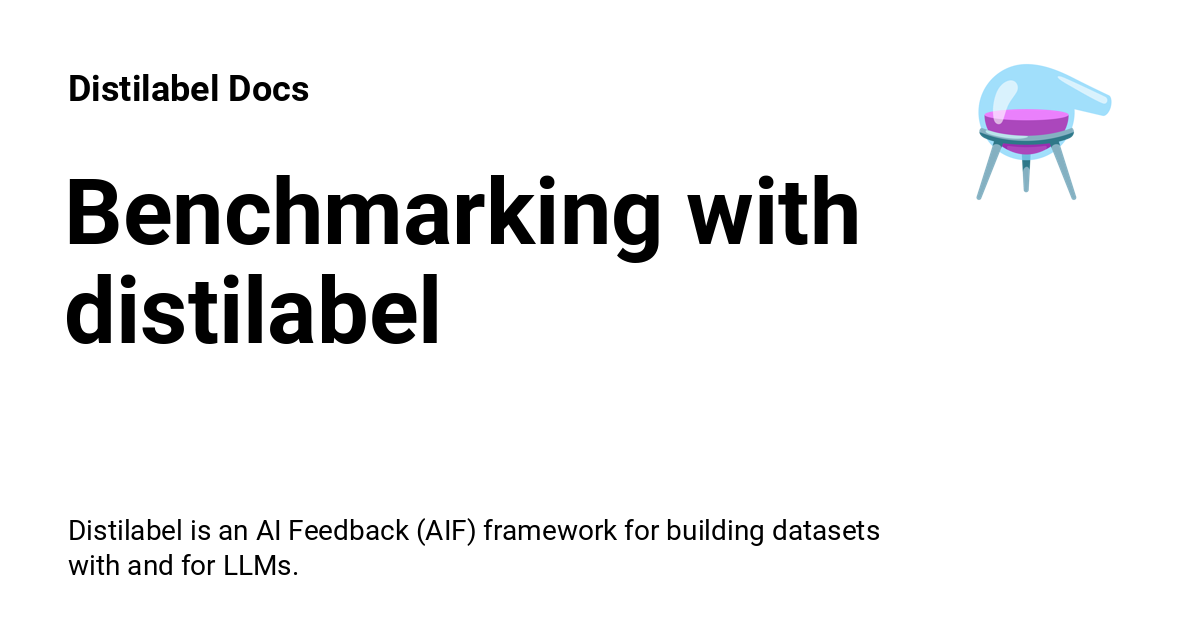 Distilabel Docs
Benchmarking with
distilabel
Distilabel is an AI Feedback (AIF) framework for building datasets
with and for LLMs.